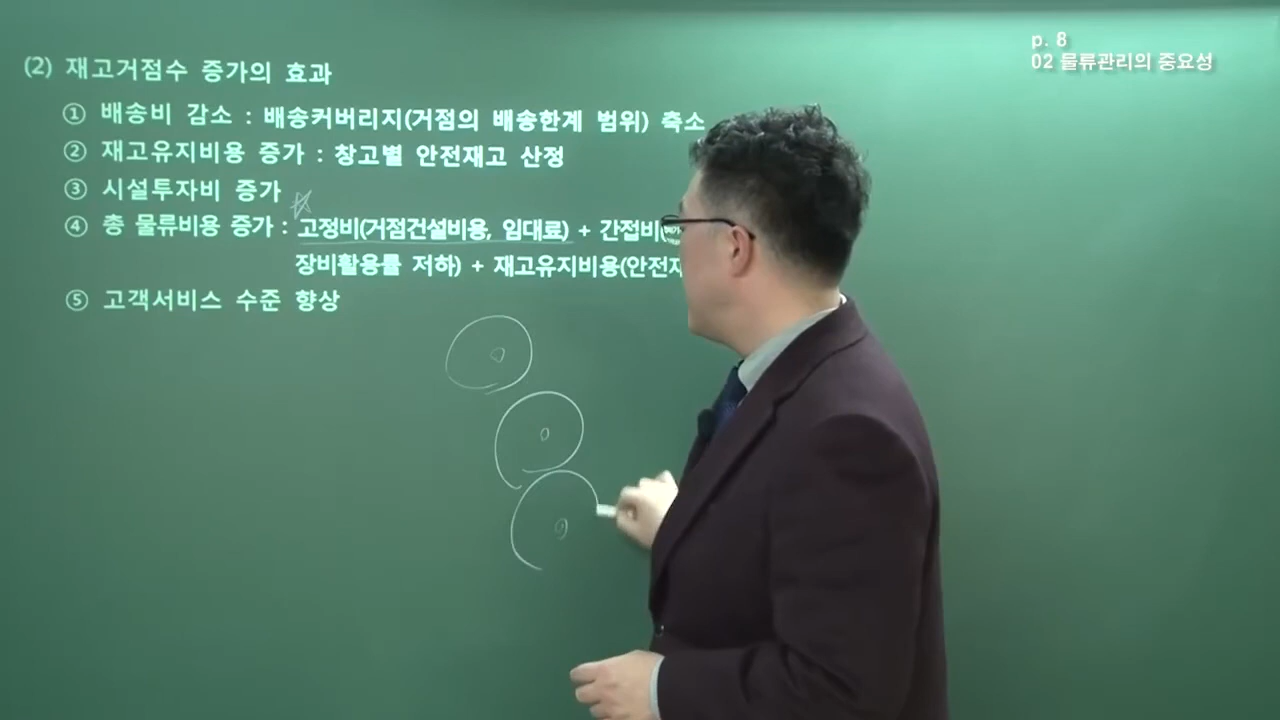 p. 8
02 물류관리의 중요성
(2) 재고거점수 증가의 효과
① 배송비 감소 : 배송커버리지(거점의 배송한계 범위) 축소
② 재고유지비용 증가 : 창고별 안전재고 산정
③ 시설투자비 증가
④ 총 물류비용 증가 : 고정비(거점건설비용, 임대료) + 간접비(
장비활용률 저하) + 재고유지비용(안전재
⑤ 고객서비스 수준 향상